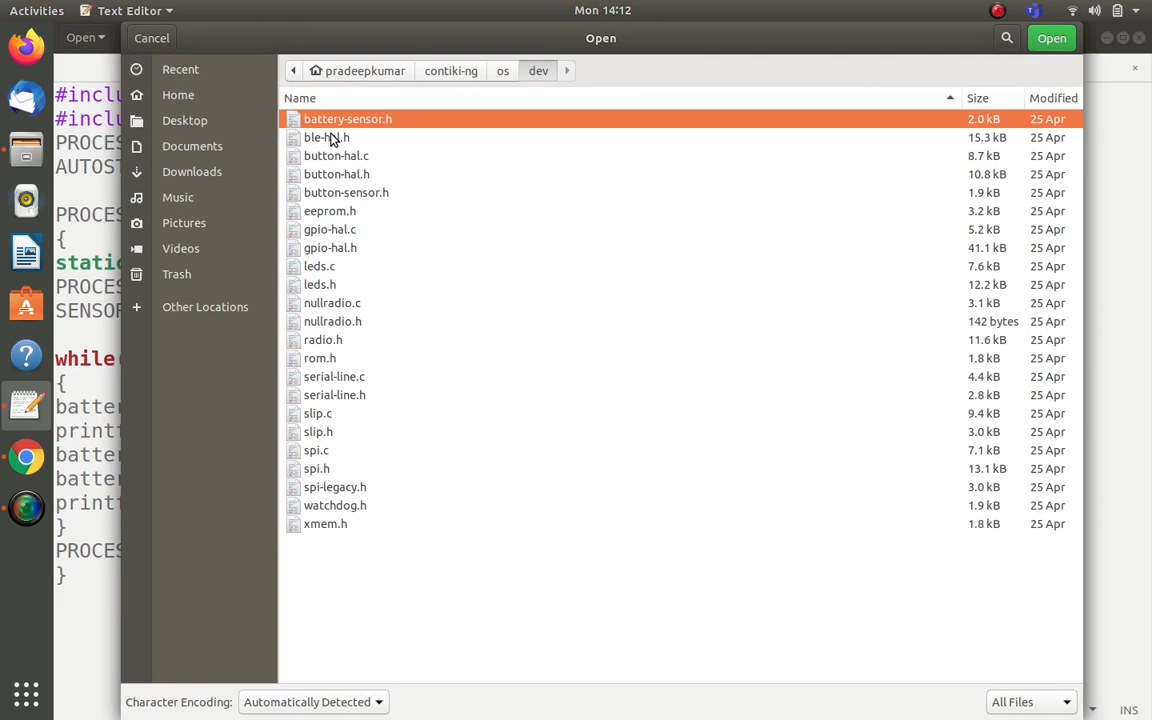 Activities
Text Editor
Mon 14:12
Open
Cancel
Open
Open
Recent
Home
Desktop
Documents
Downloads
Music
Pictures
Videos
Trash
+ Other Locations
pradeepkumar
contiki-ng
os
dev
Name
Size
Modified
battery-sensor.h 2.0 kB 25 Apr
15.3 kB 25 Apr
button-hal.c 8.7 kB 25 Apr
button-hal.h 10.8 kB 25 Apr
button-sensor.h 1.9 kB 25 Apr
eeprom.h 3.2 kB 25 Apr
gpio-hal.c 5.2 kB 25 Apr
gpio-hal.h 41.1 kB 25 Apr
leds.c 7.6 kB 25 Apr
leds.h 12.2 kB 25 Apr
nullradio.c 3.1 kB 25 Apr
nullradio.h 142 bytes 25 Apr
radio.h 11.6 kB 25 Apr
rom.h 1.8 kB 25 Apr
serial-line.c 4.4 kB 25 Apr
serial-line.h 2.8 kB 25 Apr
slip.c 9.4 kB 25 Apr
slip.h 3.0 kB 25 Apr
spi.c 7.1 kB 25 Apr
spi.h 13.1 kB 25 Apr
spi-legacy.h 3.0 kB 25 Apr
watchdog.h 1.9 kB 25 Apr
xmem.h 1.8 kB 25 Apr
#inclu
#inclu
PROCES
AUTOST
PROCES
{
stati
PROCES
SENSOR
while
{
batter
printf
batter
batter
printf
}
PROCES
}
Character Encoding: Automatically Detected
All Files
INS